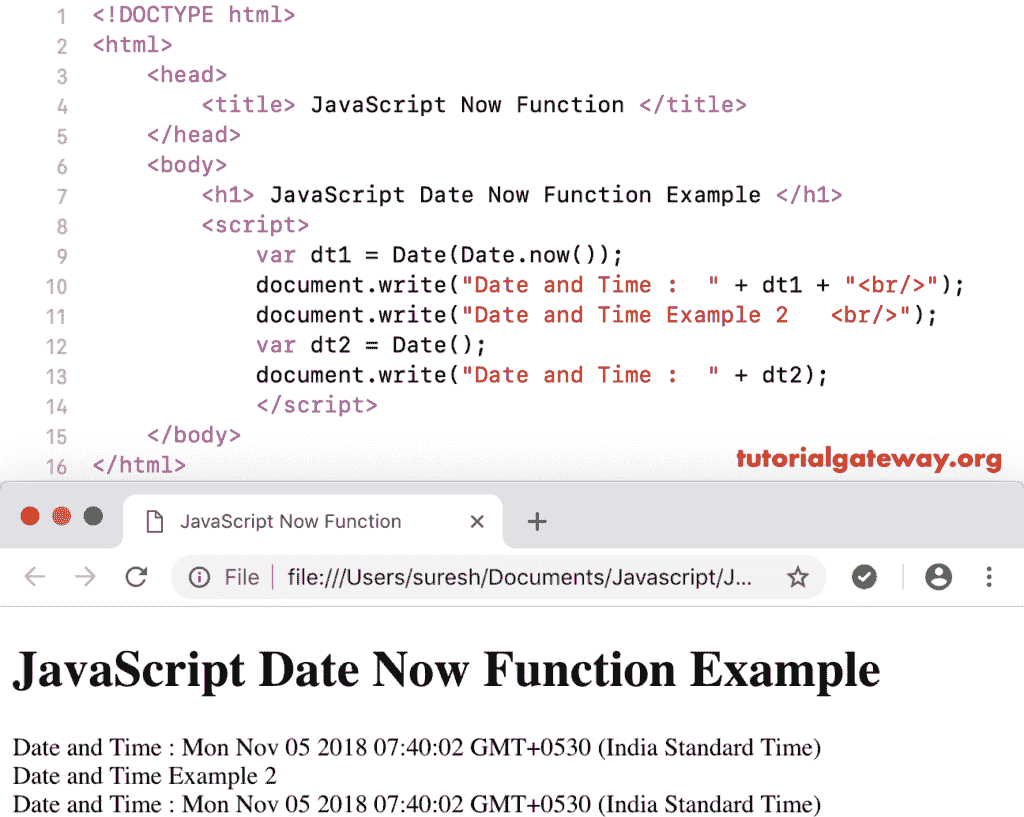 1 <!DOCTYPE html>
2 <html>
3     <head>
4         <title> JavaScript Now Function </title>
5     </head>
6     <body>
7         <h1> JavaScript Date Now Function Example </h1>
8         <script>
9             var dt1 = Date(Date.now());
10             document.write("Date and Time :  " + dt1 + "<br/>");
11             document.write("Date and Time Example 2   <br/>");
12             var dt2 = Date();
13             document.write("Date and Time :  " + dt2);
14             </script>
15     </body>
16 </html>
tutorialgateway.org
JavaScript Now Function
File file:///Users/suresh/Documents/Javascript/J...
JavaScript Date Now Function Example
Date and Time : Mon Nov 05 2018 07:40:02 GMT+0530 (India Standard Time)
Date and Time Example 2
Date and Time : Mon Nov 05 2018 07:40:02 GMT+0530 (India Standard Time)